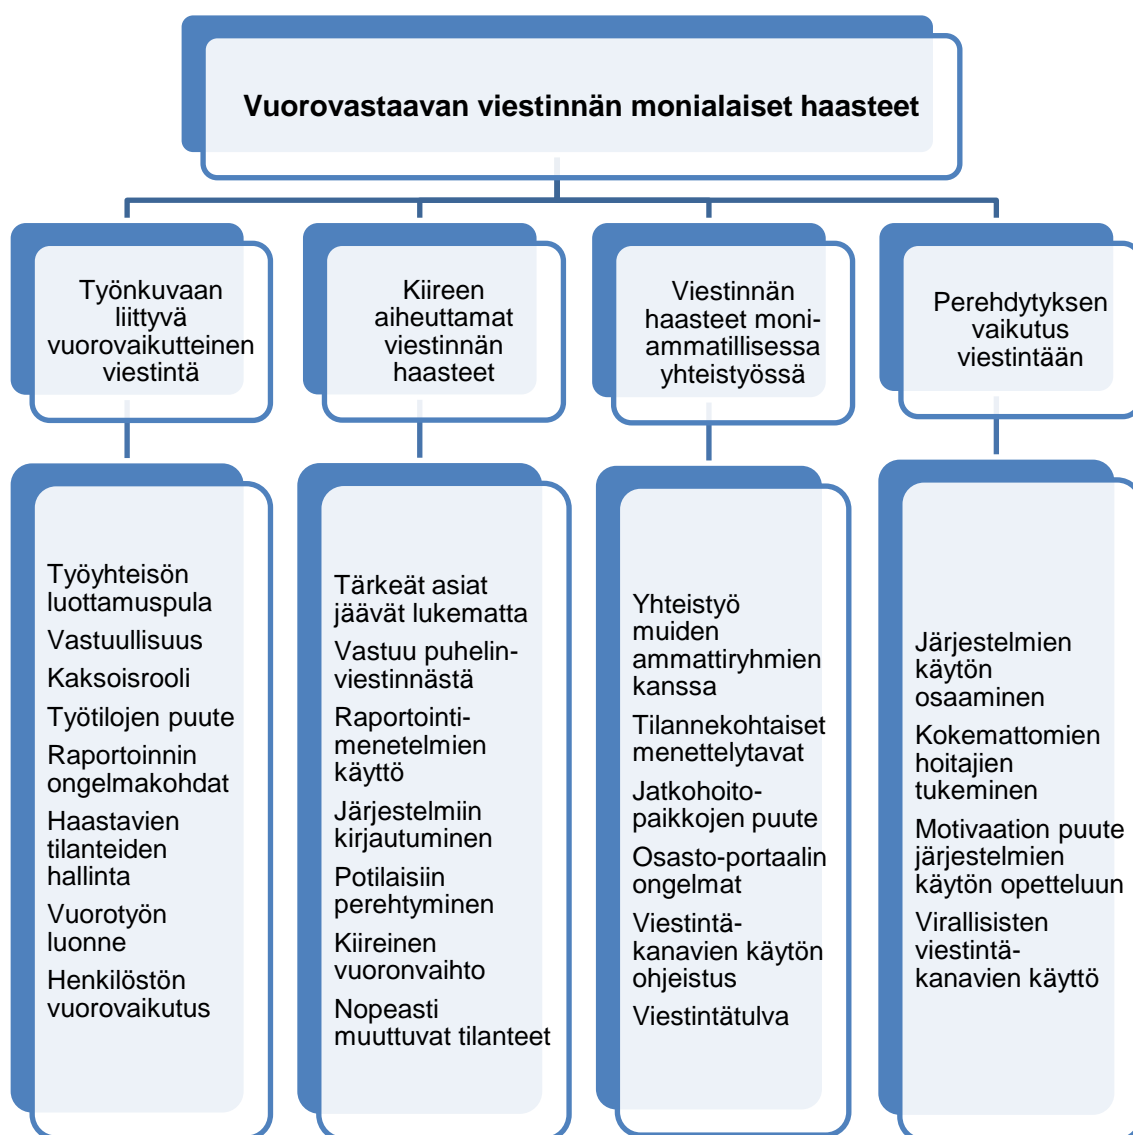 Vuorovastaavan viestinnän monialaiset haasteet
Työnkuvaan
liittyvä
vuorovaikutteinen
viestintä
Kiireen
aiheuttamat
viestinnän
haasteet
Viestinnän
haasteet moni-
ammatillisessa
yhteistyössä
Perehdytyksen
vaikutus
viestintään
Työyhteisön
luottamuspula
Vastuullisuus
Kaksoisrooli
Työtilojen puute
Raportoinnin
ongelmakohdat
Haastavien
tilanteiden
hallinta
Vuorotyön
luonne
Henkilöstön
vuorovaikutus
Tärkeät asiat
jäävät lukematta
Vastuu puhelin-
viestinnästä
Raportointi-
menetelmien
käyttö
Järjestelmiin
kirjautuminen
Potilaisiin
perehtyminen
Kiireinen
vuoronvaihto
Nopeasti
muuttuvat tilanteet
Yhteistyö
muiden
ammattiryhmien
kanssa
Tilannekohtaiset
menettelytavat
Jatkohoito-
paikkojen puute
Osasto-portaalin
ongelmat
Viestintä-
kanavien käytön
ohjeistus
Viestintätulva
Järjestelmien
käytön
osaaminen
Kokemattomien
hoitajien
tukeminen
Motivaation puute
järjestelmien
käytön opetteluun
Virallisisten
viestintä-
kanavien käyttö